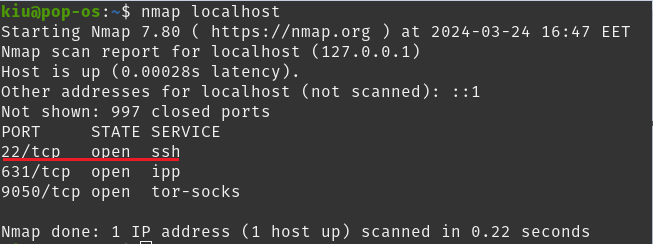 kiu@pop-os:~$ nmap localhost
Starting Nmap 7.80 ( https://nmap.org ) at 2024-03-24 16:47 EET
Nmap scan report for localhost (127.0.0.1)
Host is up (0.00028s latency).
Other addresses for localhost (not scanned): ::1
Not shown: 997 closed ports
PORT     STATE SERVICE
22/tcp   open  ssh
631/tcp  open  ipp
9050/tcp open  tor-socks
Nmap done: 1 IP address (1 host up) scanned in 0.22 seconds